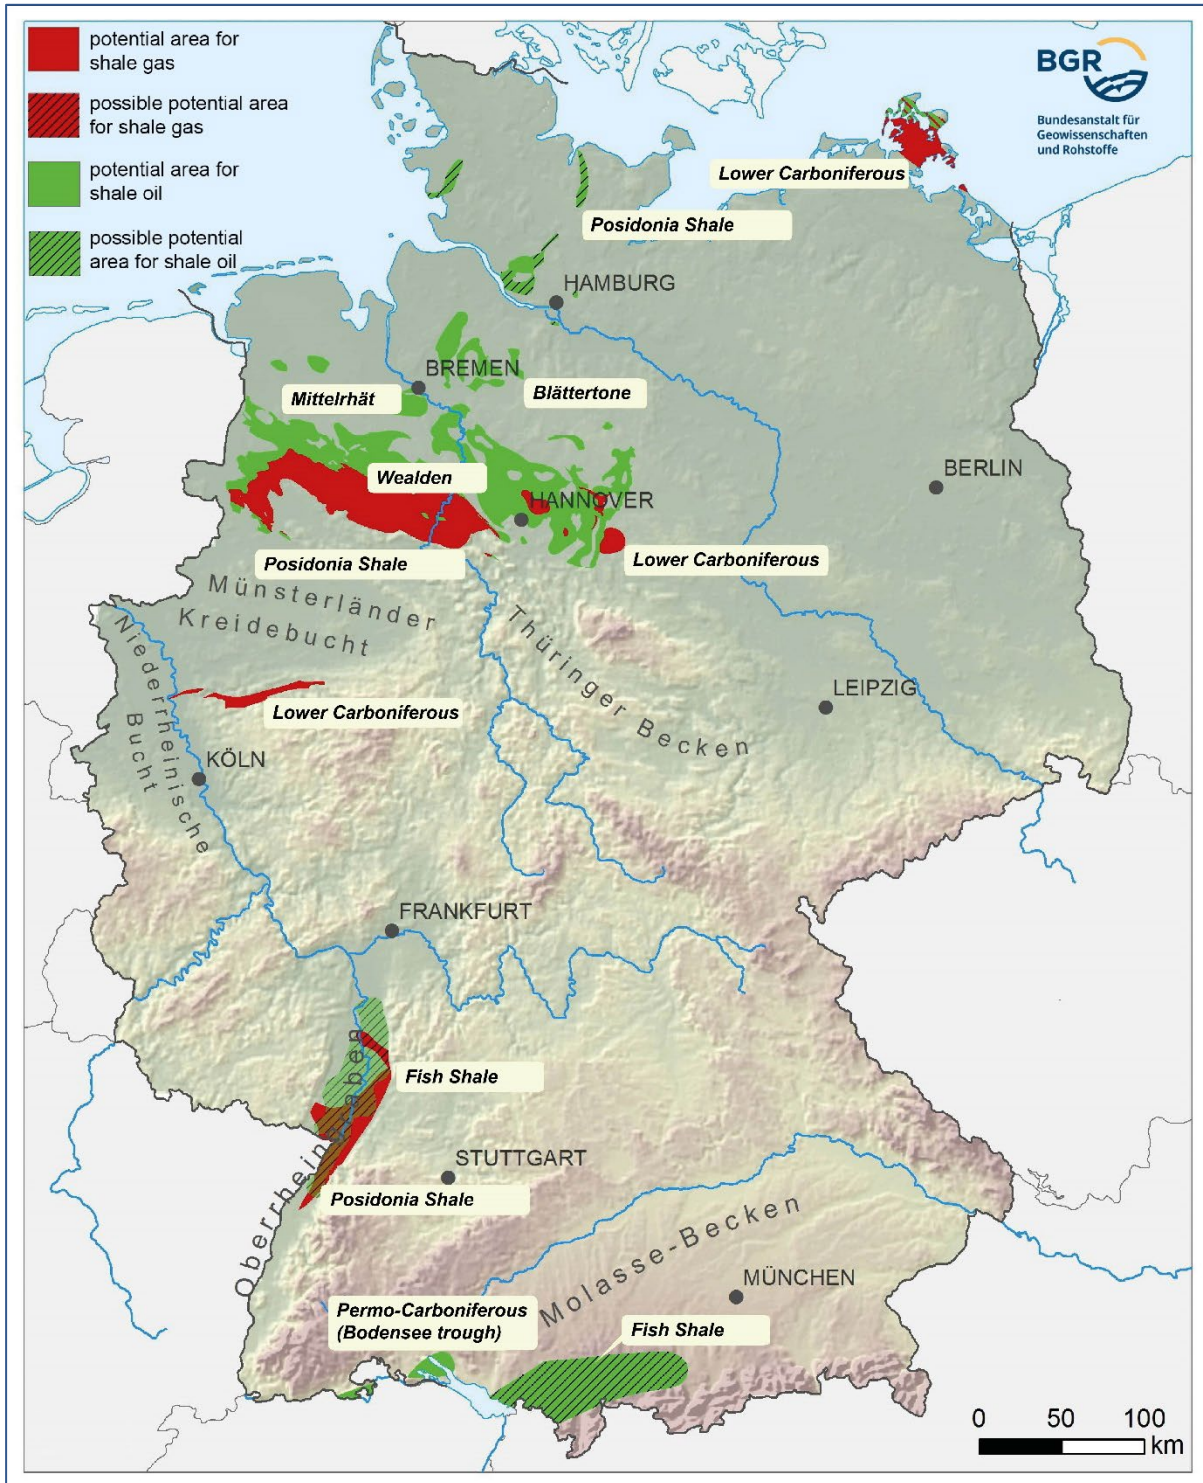 potential area for
shale gas
possible potential area
for shale gas
potential area for
shale oil
possible potential
area for shale oil
BGR
Bundesanstalt für
Geowissenschaften
und Rohstoffe
Lower Carboniferous
Posidonia Shale
HAMBURG
BREMEN
Mittelrhät
Blättertone
Wealden
BERLIN
HANNOVER
Posidonia Shale
Lower Carboniferous
Münsterländer
Kreidebucht
Niederrheinische
Bucht
Thüringer Becken
LEIPZIG
Lower Carboniferous
KÖLN
FRANKFURT
Oberrheingraben
Fish Shale
STUTTGART
Posidonia Shale
Molasse-Becken
MÜNCHEN
Permo-Carboniferous
(Bodensee trough)
Fish Shale
0 50 100
km